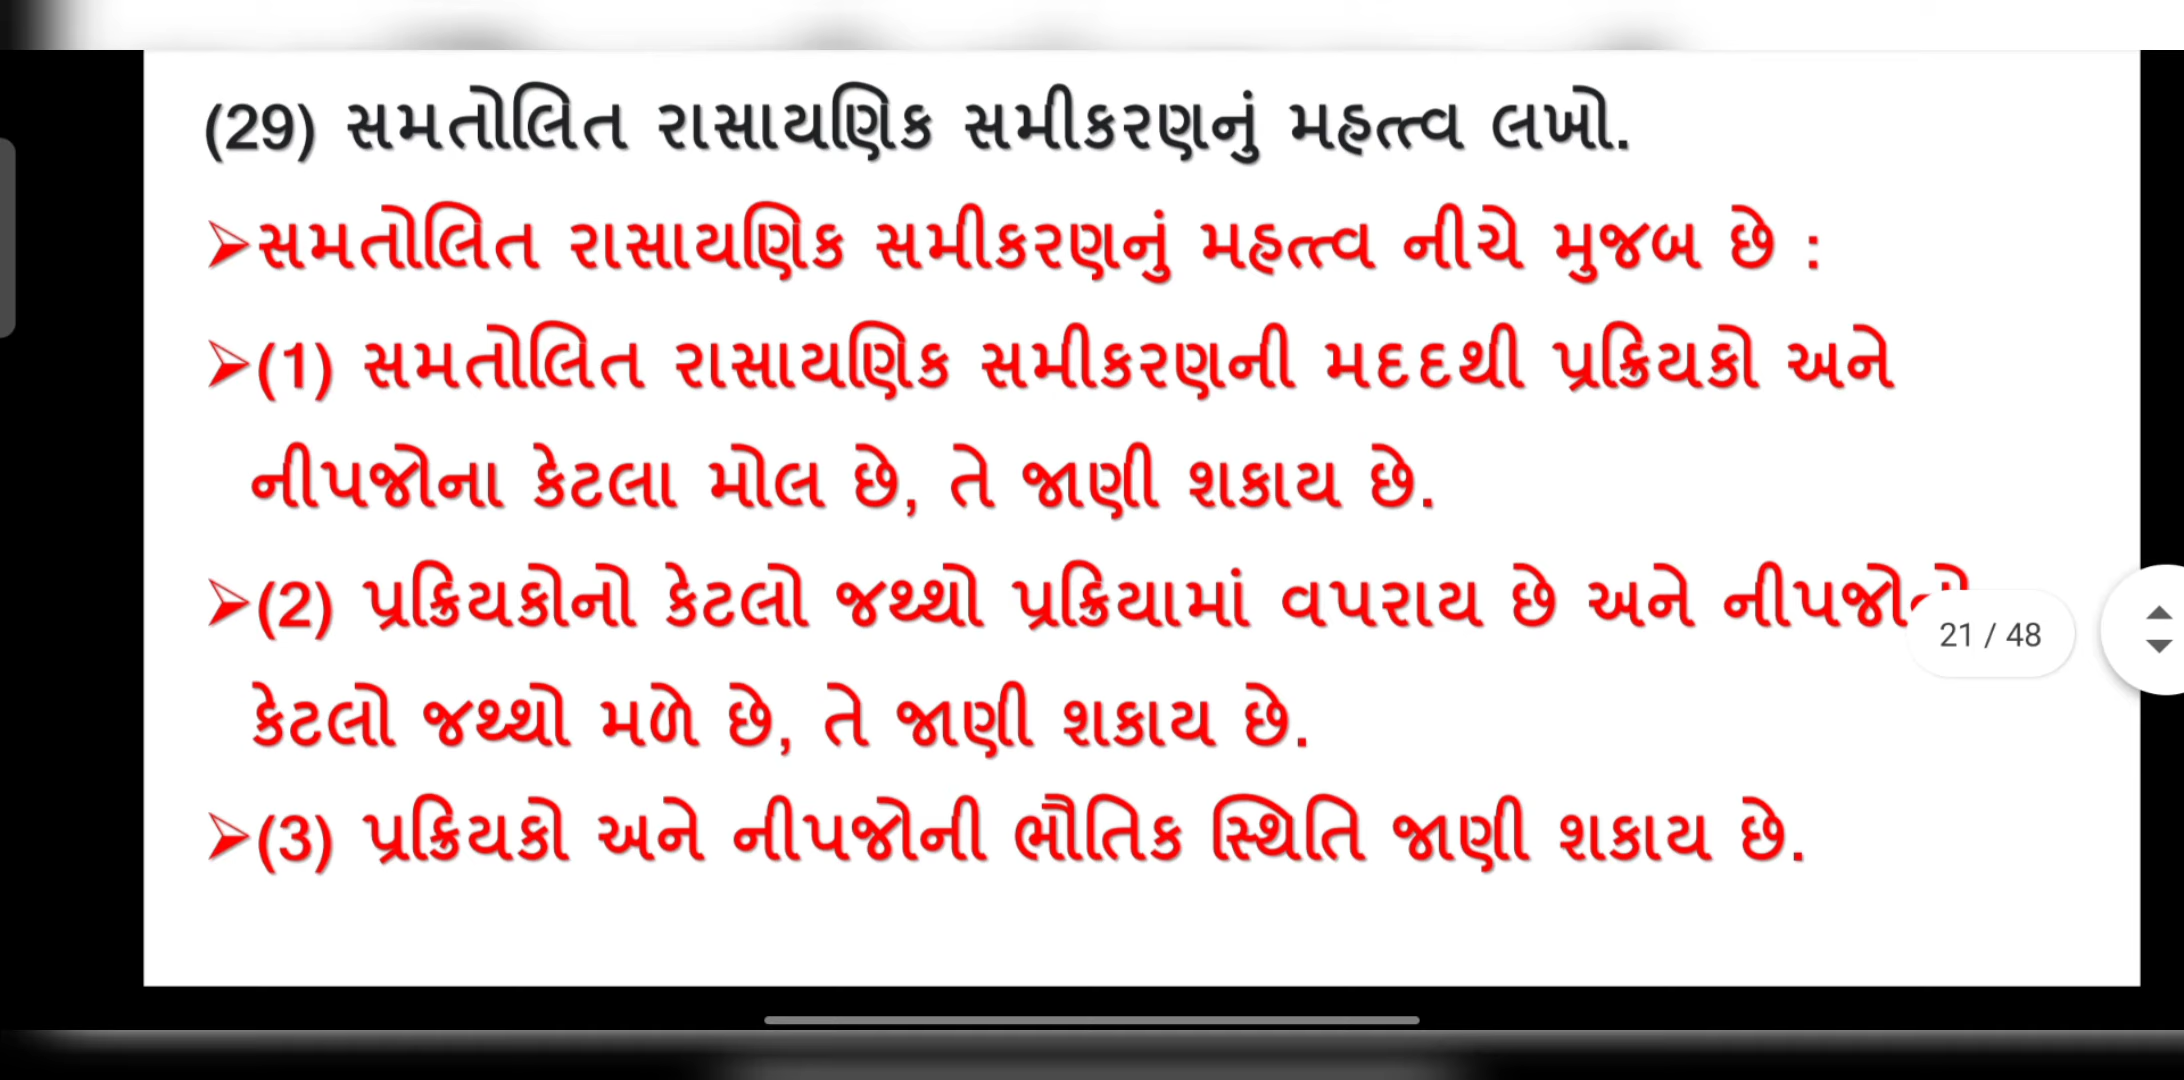 (29) સમતોલિત રાસાયણિક સમીકરણનું મહત્ત્વ લખો.
➢સમતોલિત રાસાયણિક સમીકરણનું મહત્ત્વ નીચે મુજબ છે :
➢(1) સમતોલિત રાસાયણિક સમીકરણની મદદથી પ્રક્રિયકો અને
નીપજોના કેટલા મોલ છે, તે જાણી શકાય છે.
➢(2) પ્રક્રિયકોનો કેટલો જથ્થો પ્રક્રિયામાં વપરાય છે અને
કેટલો જથ્થો મળે છે, તે જાણી શકાય છે.
➢(3) પ્રક્રિયકો અને નીપજોની ભૌતિક સ્થિતિ જાણી શકાય છે.
21 / 48